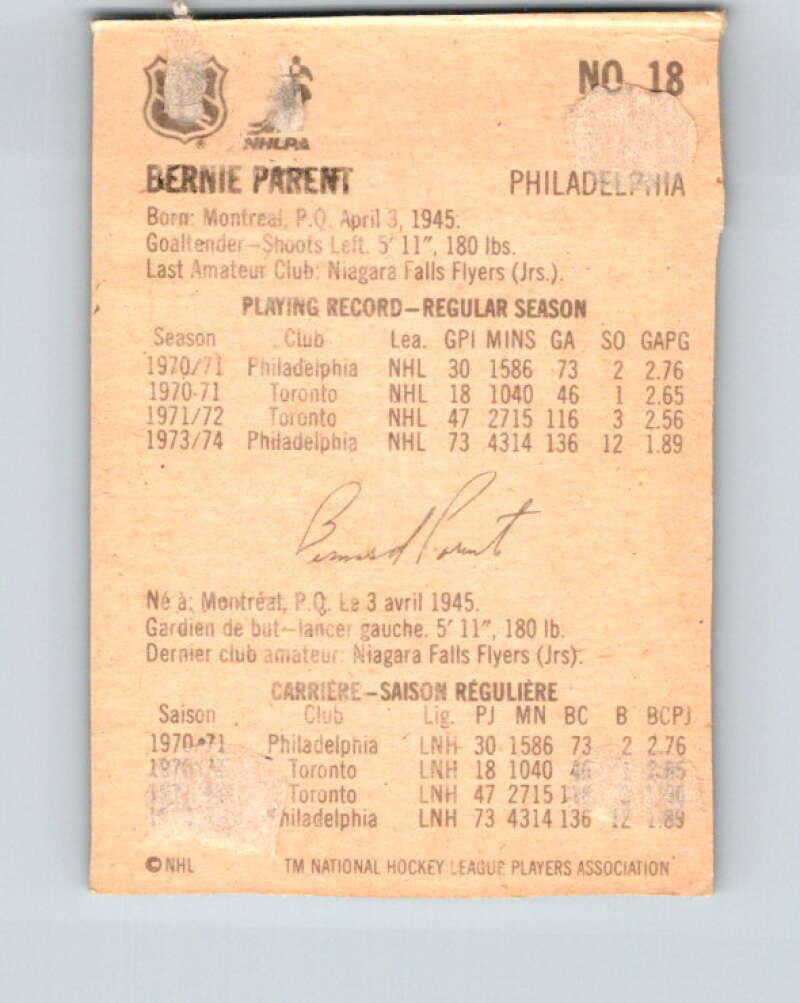 NO. 18
NHLPA
BERNIE PARENT PHILADELPHIA
Born: Montreal, P.Q. April 3, 1945.
Goaltender—Shoots Left. 5' 11", 180 lbs.
Last Amateur Club: Niagara Falls Flyers (Jrs.).
PLAYING RECORD—REGULAR SEASON
Season Club Lea. GPI MINS GA SO GAPG
1970/71 Philadelphia NHL 30 1586 73 2 2.76
1970-71 Toronto NHL 18 1040 46 1 2.65
1971/72 Toronto NHL 47 2715 116 3 2.56
1973/74 Philadelphia NHL 73 4314 136 12 1.89
Bernard Parent
Né à: Montréal, P.Q. Le 3 avril 1945.
Gardien de but—lancer gauche. 5' 11", 180 lb.
Dernier club amateur: Niagara Falls Flyers (Jrs).
CARRIÈRE—SAISON RÉGULIÈRE
Saison Club Lig. PJ MN BC B BCPJ
1970-71 Philadelphia LNH 30 1586 73 2 2.76
Toronto LNH 18 1040 46
Toronto LNH 47 2715
Philadelphia LNH 73 4314 136 12 1.89
©NHL TM NATIONAL HOCKEY LEAGUE PLAYERS ASSOCIATION